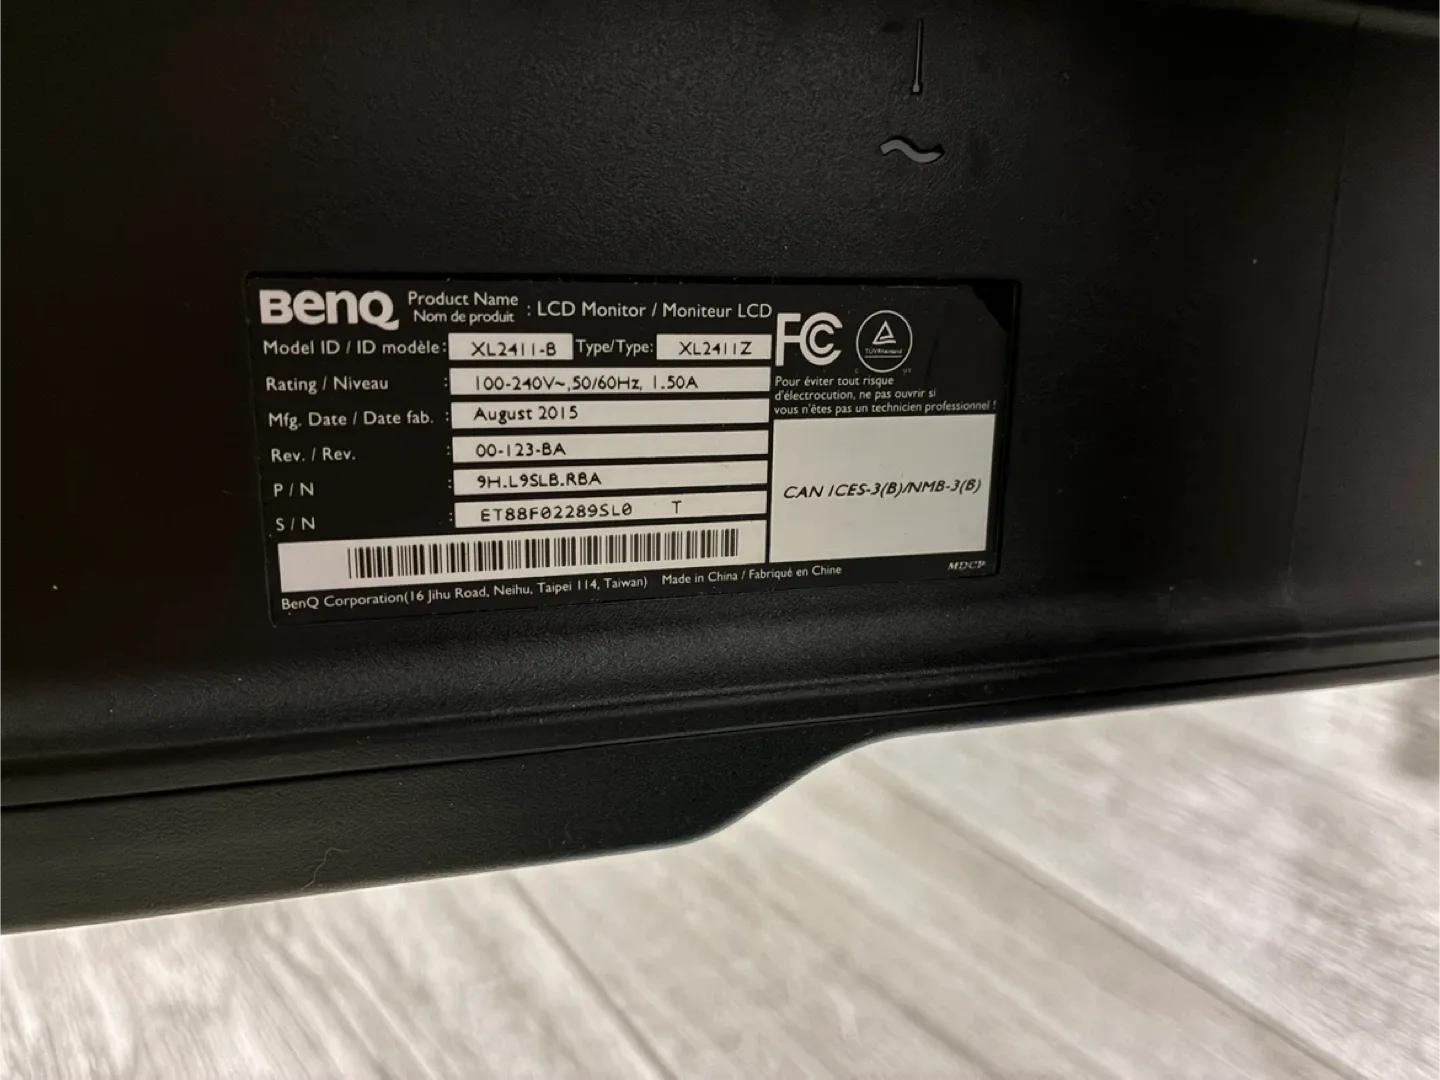 BenQ Product Name / Nom de produit : LCD Monitor / Moniteur LCD
Model ID / ID modèle: XL2411-B Type/Type: XL2411Z
Rating / Niveau : 100-240V~,50/60Hz, 1.50A
Mfg. Date / Date fab. : August 2015
Rev. / Rev. : 00-123-BA
P/N : 9H.L9SLB.RBA
S/N : ET88F02289SL0 T
BenQ Corporation(16 Jihu Road, Neihu, Taipei 114, Taiwan) Made in China / Fabriqué en Chine
FC
TÜVRheinland
Pour éviter tout risque
d'électrocution, ne pas ouvrir si
vous n'êtes pas un technicien professionnel !
CAN ICES-3(B)/NMB-3(B)
MDCP